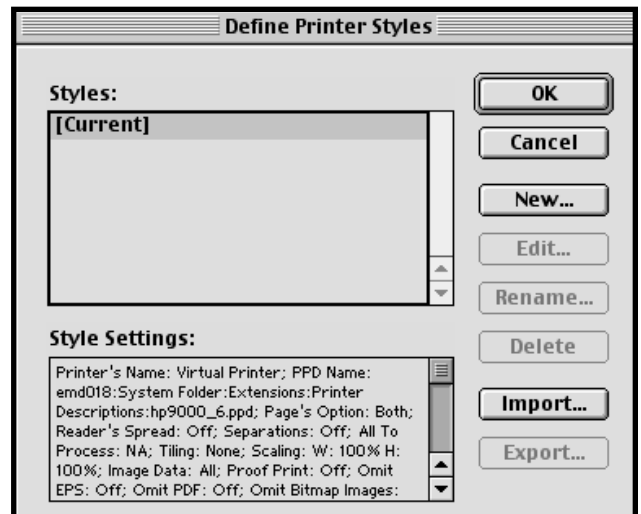 Define Printer Styles
Styles:
[Current]
OK
Cancel
New...
Edit...
Rename...
Delete
Import...
Export...
Style Settings:
Printer's Name: Virtual Printer; PPD Name:
emd018:System Folder:Extensions:Printer
Descriptions:hp9000_6.ppd; Page's Option: Both;
Reader's Spread: Off; Separations: Off; All To
Process: NA; Tiling: None; Scaling: W: 100% H:
100%; Image Data: All; Proof Print: Off; Omit
EPS: Off; Omit PDF: Off; Omit Bitmap Images: